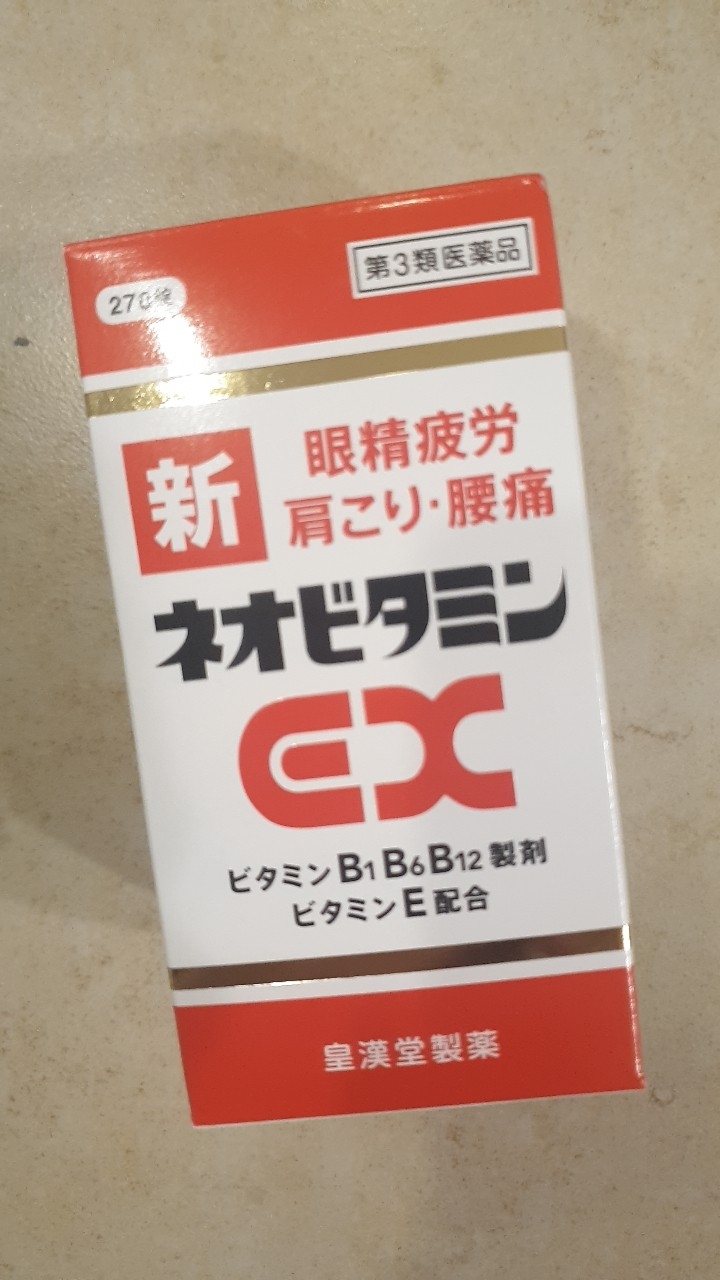 270錠
第3類医薬品
新
眼精疲労
肩こり・腰痛
ネオビタミン
EX
ビタミンB1B6B12製剤
ビタミンE配合
皇漢堂製薬